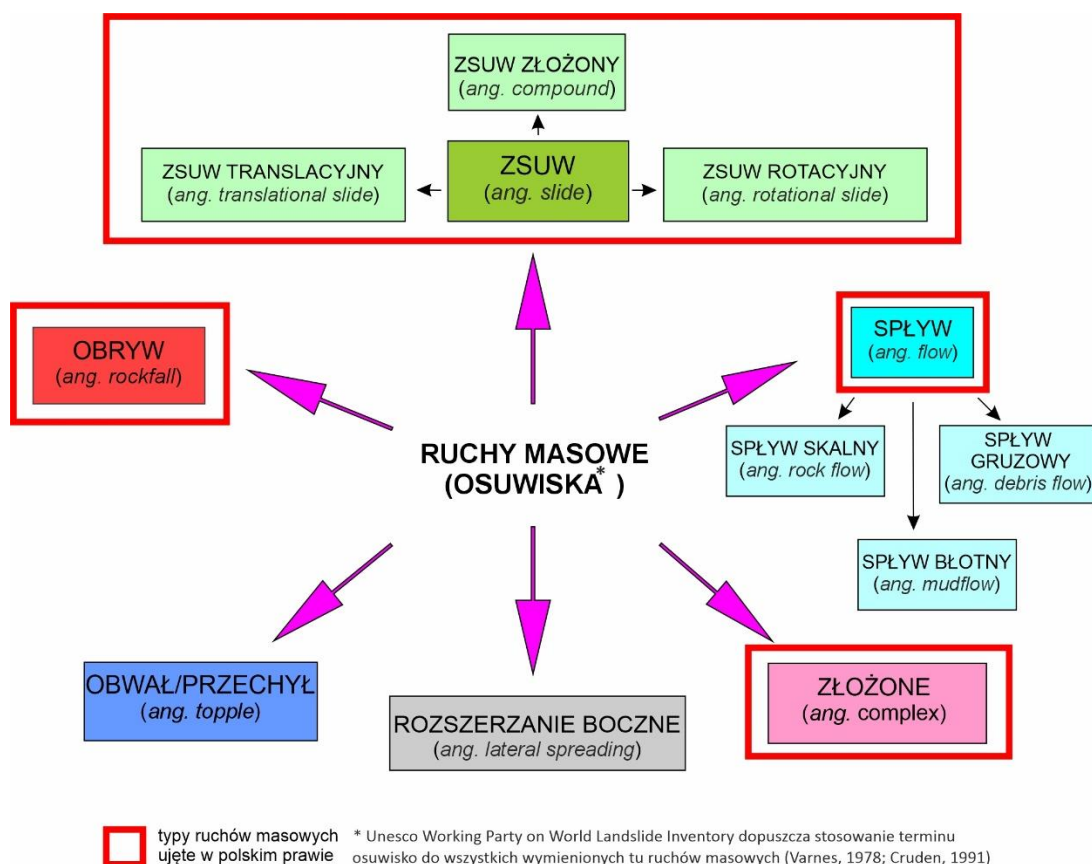 ZSUW ZŁOŻONY
(ang. compound)
ZSUW TRANSLACYJNY
(ang. translational slide)
ZSUW
(ang. slide)
ZSUW ROTACYJNY
(ang. rotational slide)
OBRYW
(ang. rockfall)
SPŁYW
(ang. flow)
RUCHY MASOWE
(OSUWISKA* )
SPŁYW SKALNY
(ang. rock flow)
SPŁYW
GRUZOWY
(ang. debris flow)
SPŁYW BŁOTNY
(ang. mudflow)
OBWAŁ/PRZECHYŁ
(ang. topple)
ROZSZERZANIE BOCZNE
(ang. lateral spreading)
ZŁOŻONE
(ang. complex)
typy ruchów masowych
ujęte w polskim prawie
* Unesco Working Party on World Landslide Inventory dopuszcza stosowanie terminu
osuwisko do wszystkich wymienionych tu ruchów masowych (Varnes, 1978; Cruden, 1991)